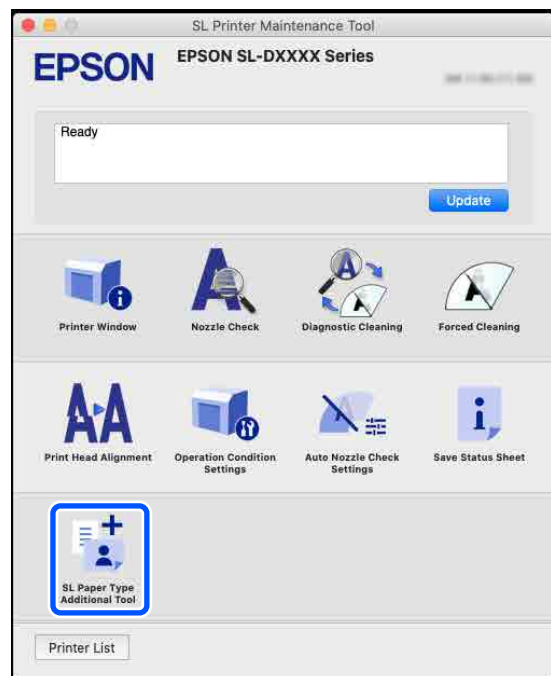 SL Printer Maintenance Tool
EPSON
EPSON SL-DXXXX Series
Ready
Update
Printer Window
Nozzle Check
Diagnostic Cleaning
Forced Cleaning
Print Head Alignment
Operation Condition
Settings
Auto Nozzle Check
Settings
Save Status Sheet
SL Paper Type
Additional Tool
Printer List